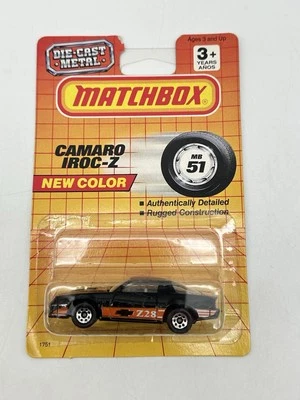 DIE-CAST
METAL
Ages 3 and Up
3+
YEARS
AÑOS
MATCHBOX
CAMARO
IROC-Z
NEW COLOR
MB
51
■ Authentically Detailed
■ Rugged Construction
Z28
1751